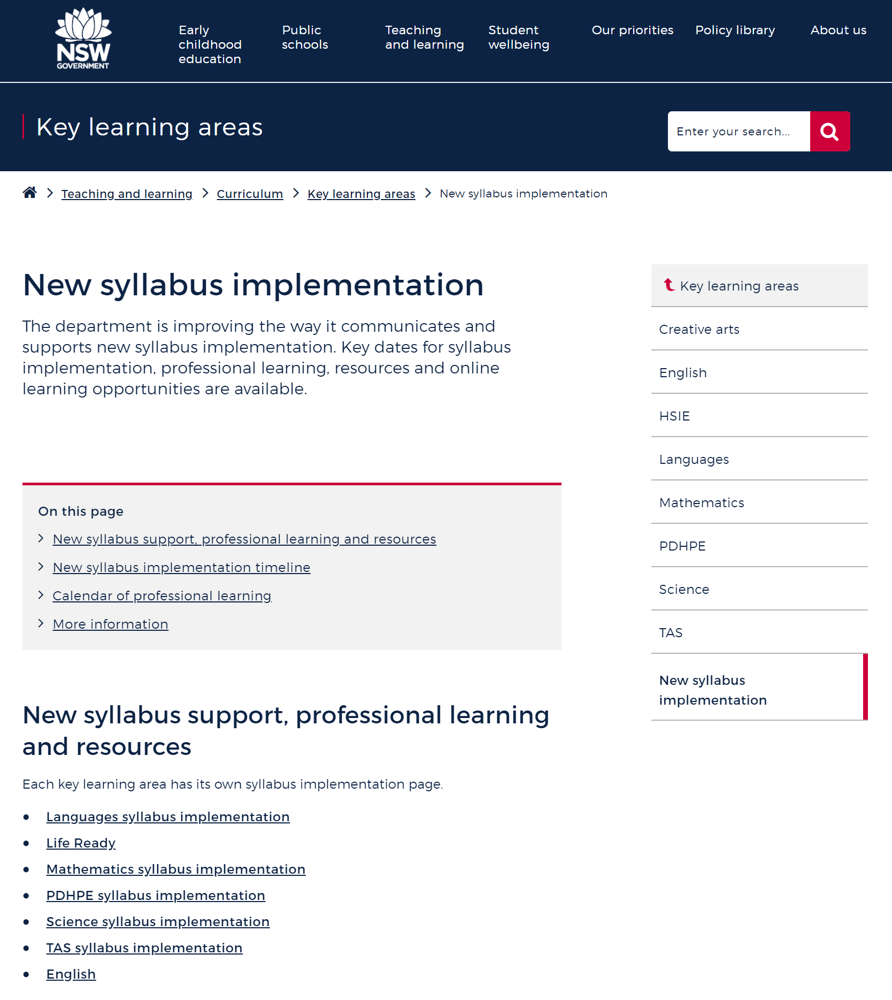 NSW
GOVERNMENT
Early
childhood
education
Public
schools
Teaching
and learning
Student
wellbeing
Our priorities
Policy library
About us
Key learning areas
Enter your search...
Teaching and learning
Curriculum
Key learning areas
New syllabus implementation
New syllabus implementation
The department is improving the way it communicates and
supports new syllabus implementation. Key dates for syllabus
implementation, professional learning, resources and online
learning opportunities are available.
On this page
New syllabus support, professional learning and resources
New syllabus implementation timeline
Calendar of professional learning
More information
New syllabus support, professional learning
and resources
Each key learning area has its own syllabus implementation page.
Languages syllabus implementation
Life Ready
Mathematics syllabus implementation
PDHPE syllabus implementation
Science syllabus implementation
TAS syllabus implementation
English
Key learning areas
Creative arts
English
HSIE
Languages
Mathematics
PDHPE
Science
TAS
New syllabus
implementation